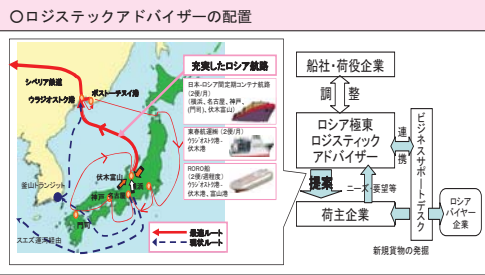 〇ロジステックアドバイザーの配置
シベリア鉄道
ウラジオストク港
ボストーチヌイ港
釜山トランジット
スエズ運河経由
伏木富山
神戸
名古屋
横浜
門司
最速ルート
現状ルート
充実したロシア航路
日本-ロシア間定期コンテナ航路
(2便/月)
(横浜、名古屋、神戸、
(門司)、伏木富山)
東春航運㈱ (2便/月)
ウラジオストク港-
伏木港
RORO船
(2便/週程度)
ウラジオストク港-
伏木港、富山港
船社・荷役企業
調 整
ロシア極東
ロジスティック
アドバイザー
連
携
提案
ニーズ・要望等
荷主企業
ビジネスサポートデスク
ロシア
バイヤー
企業
新規貨物の発掘